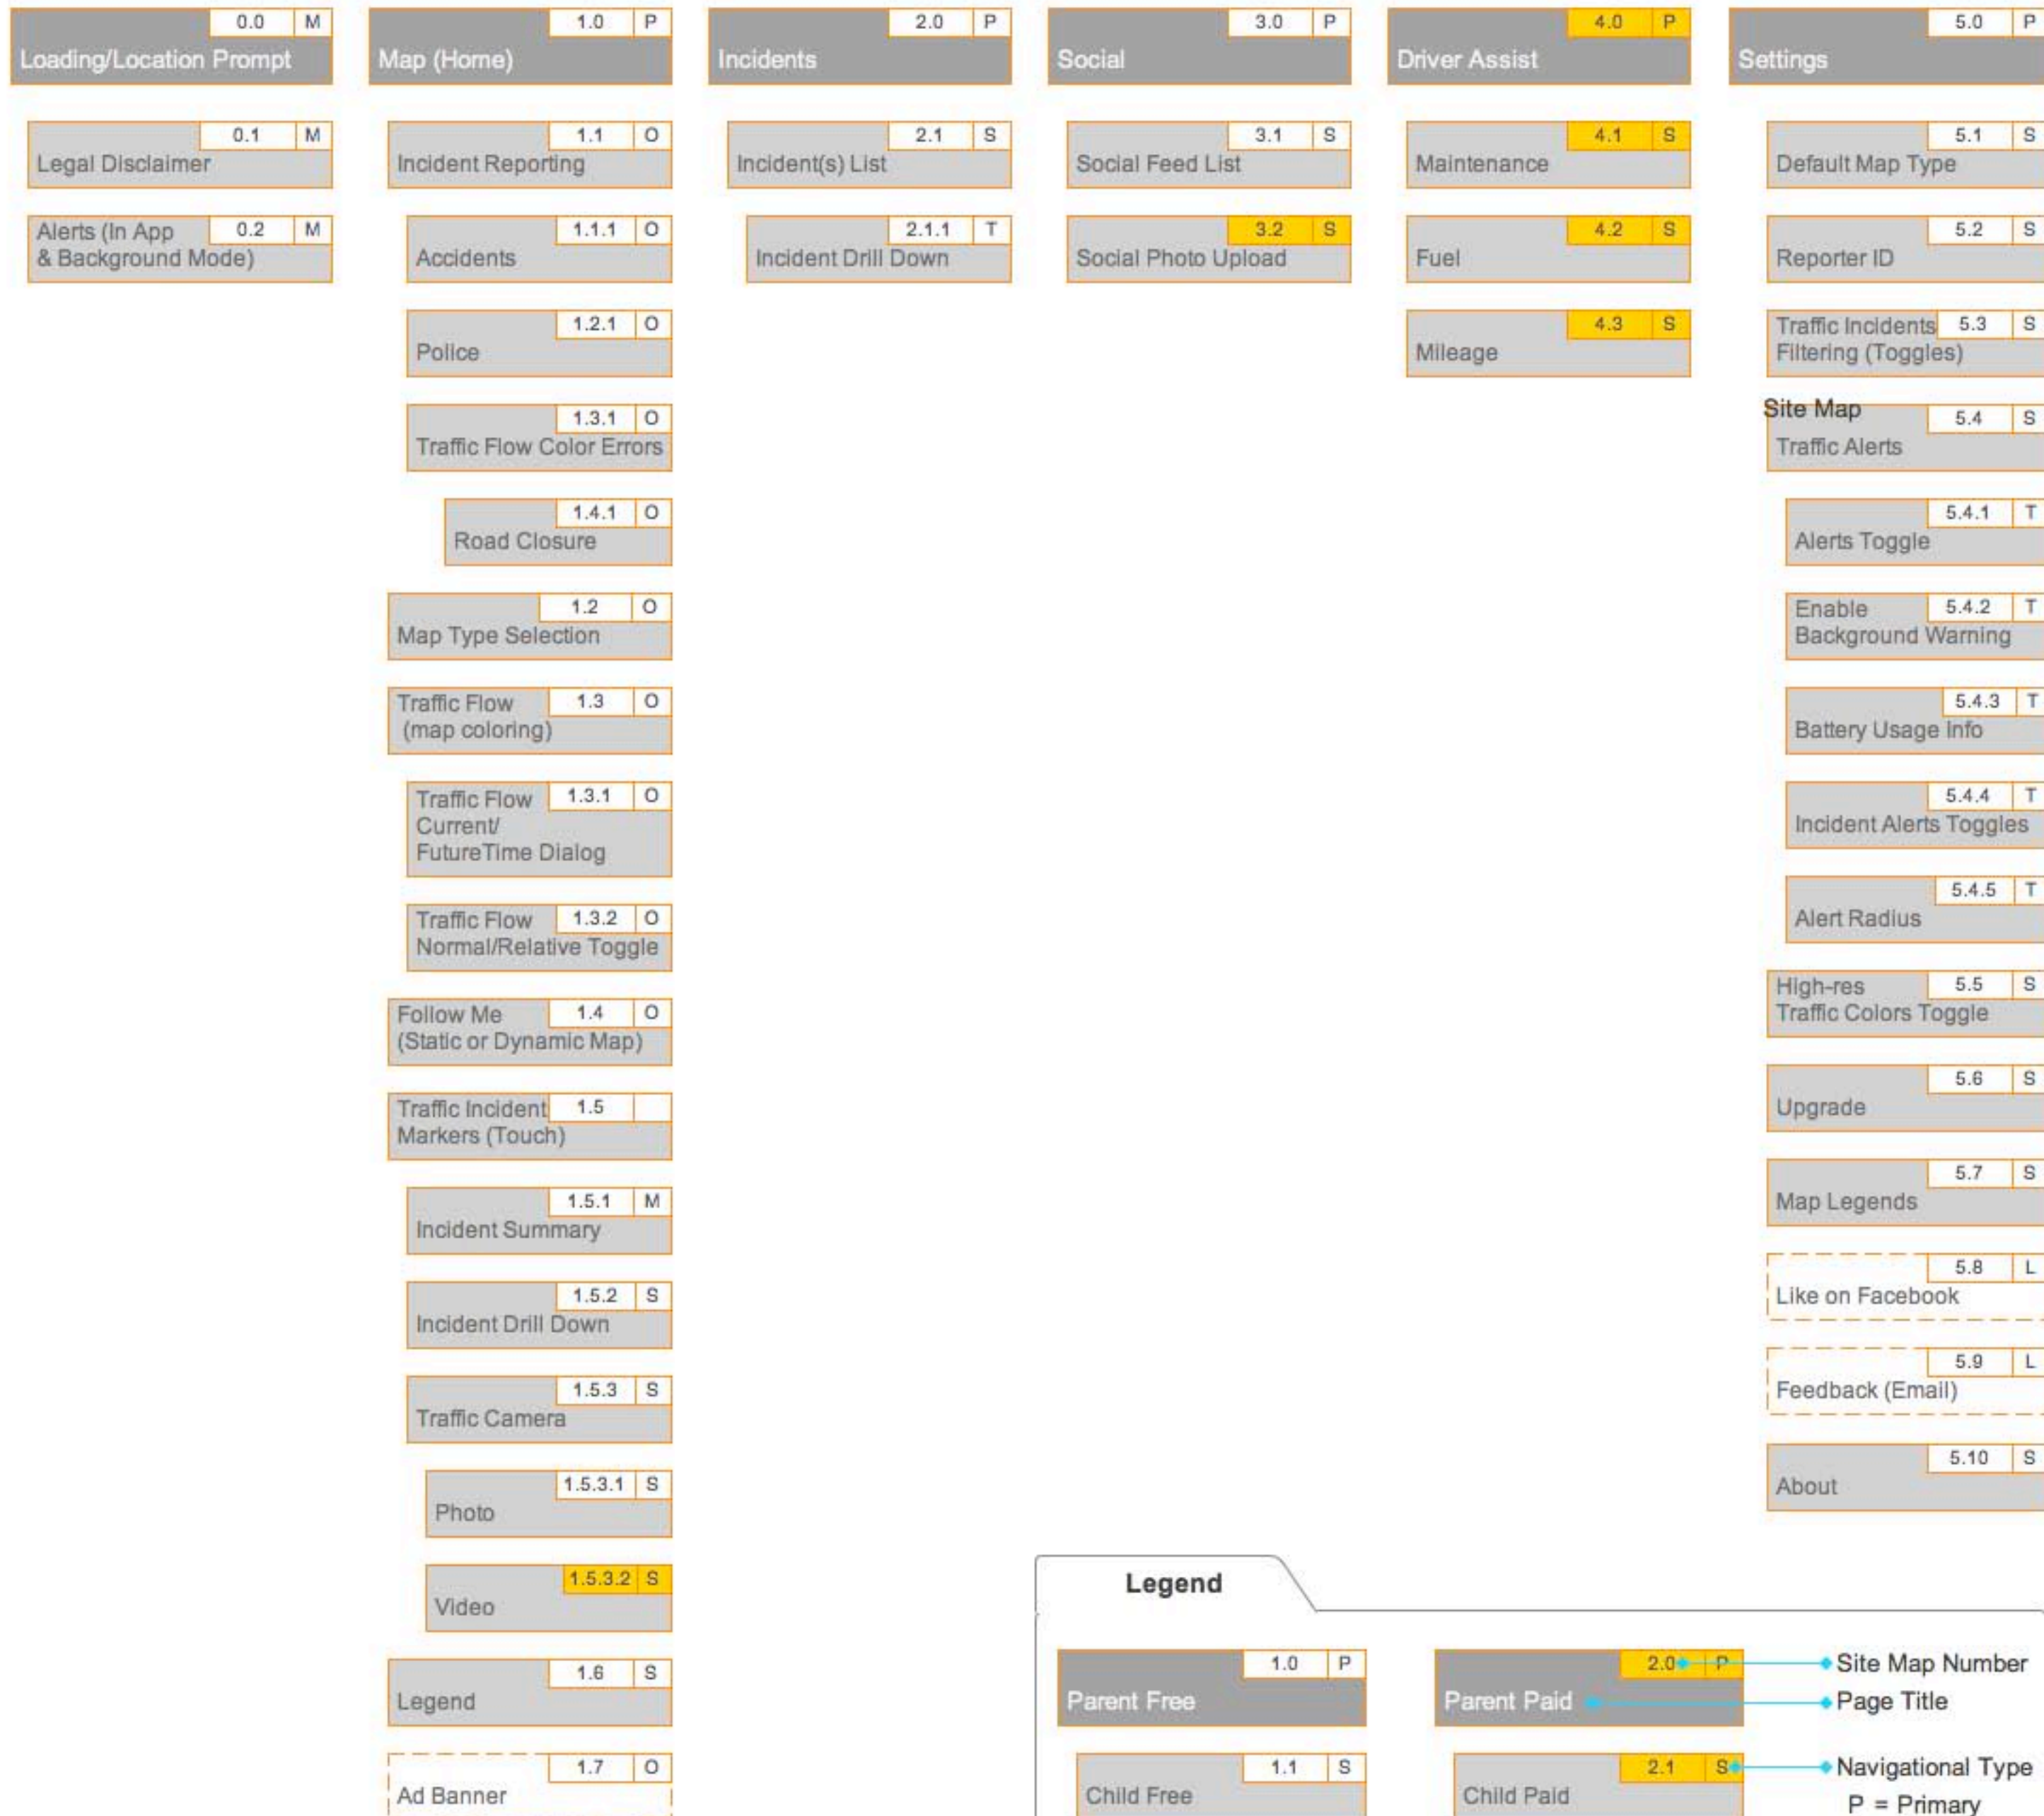 0.0 M
Loading/Location Prompt
0.1 M
Legal Disclaimer
Alerts (In App 0.2 M
& Background Mode)
1.0 P
Map (Home)
1.1 O
Incident Reporting
1.1.1 O
Accidents
1.2.1 O
Police
1.3.1 O
Traffic Flow Color Errors
1.4.1 O
Road Closure
1.2 O
Map Type Selection
Traffic Flow 1.3 O
(map coloring)
Traffic Flow 1.3.1 O
Current/
FutureTime Dialog
Traffic Flow 1.3.2 O
Normal/Relative Toggle
Follow Me 1.4 O
(Static or Dynamic Map)
Traffic Incident 1.5
Markers (Touch)
1.5.1 M
Incident Summary
1.5.2 S
Incident Drill Down
1.5.3 S
Traffic Camera
1.5.3.1 S
Photo
1.5.3.2 S
Video
1.6 S
Legend
1.7 O
Ad Banner
2.0 P
Incidents
2.1 S
Incident(s) List
2.1.1 T
Incident Drill Down
3.0 P
Social
3.1 S
Social Feed List
3.2 S
Social Photo Upload
4.0 P
Driver Assist
4.1 S
Maintenance
4.2 S
Fuel
4.3 S
Mileage
5.0 P
Settings
5.1 S
Default Map Type
5.2 S
Reporter ID
Traffic Incidents 5.3 S
Filtering (Toggles)
Site Map
5.4 S
Traffic Alerts
5.4.1 T
Alerts Toggle
Enable 5.4.2 T
Background Warning
5.4.3 T
Battery Usage Info
5.4.4 T
Incident Alerts Toggles
5.4.5 T
Alert Radius
High-res 5.5 S
Traffic Colors Toggle
5.6 S
Upgrade
5.7 S
Map Legends
5.8 L
Like on Facebook
5.9 L
Feedback (Email)
5.10 S
About
Legend
1.0 P
Parent Free
1.1 S
Child Free
2.0 P
Parent Paid
2.1 S
Child Paid
Site Map Number
Page Title
Navigational Type
P = Primary